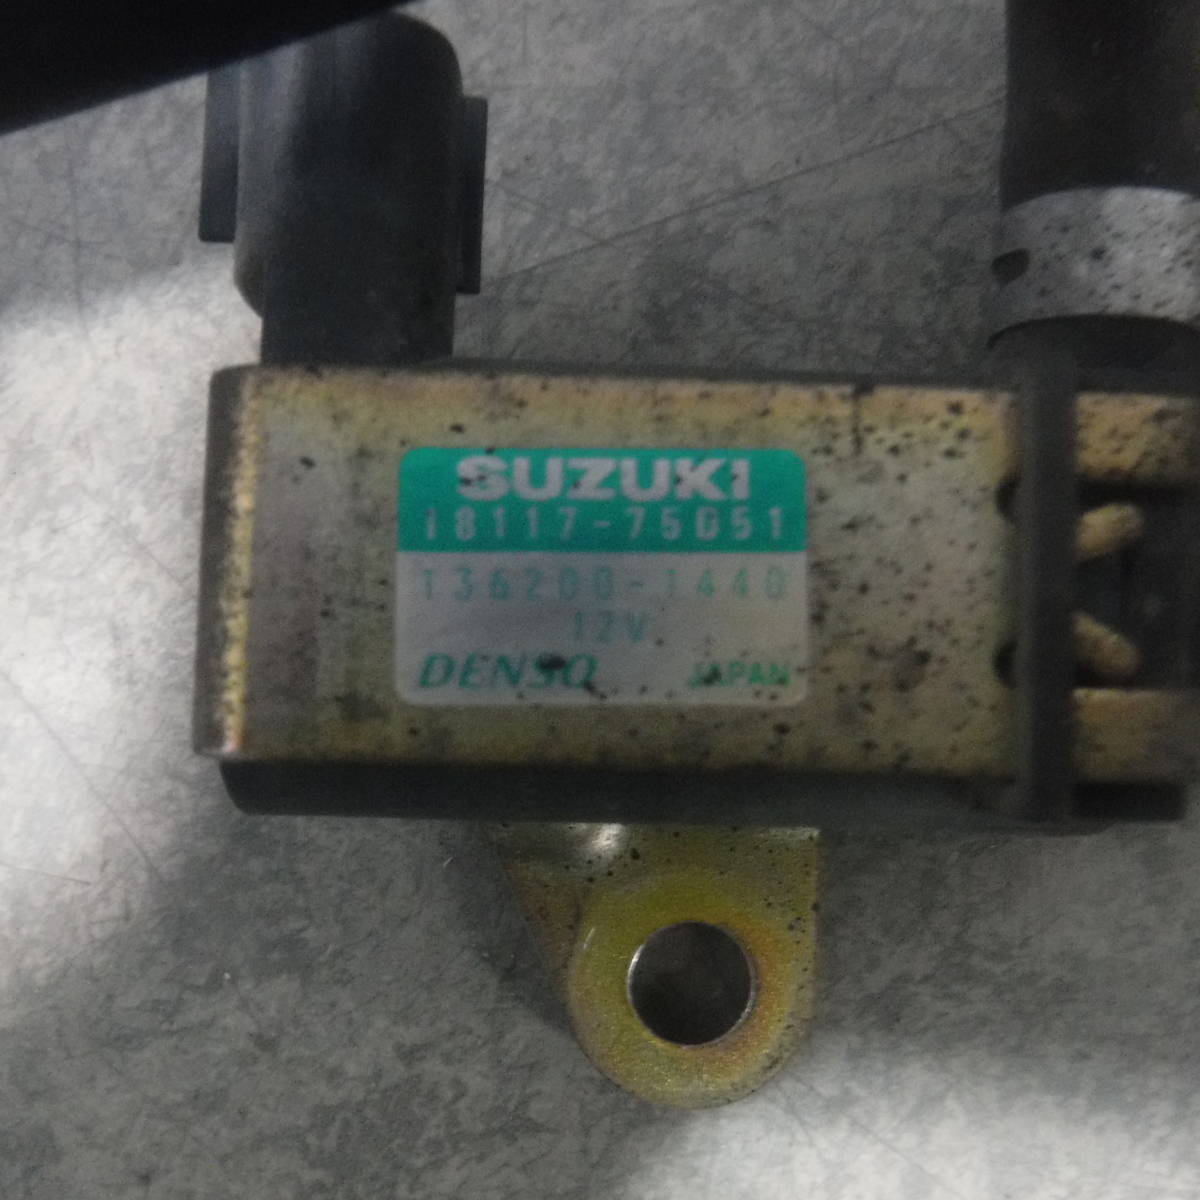 SUZUKI
18117-75G51
136200-1440
12V
DENSO JAPAN